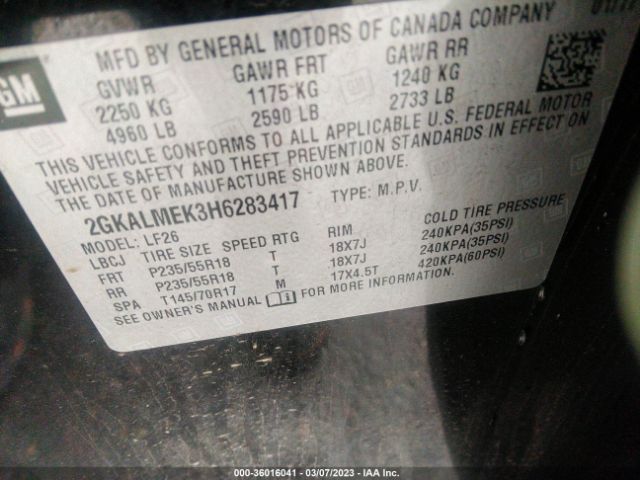 GM
MFD BY GENERAL MOTORS OF CANADA COMPANY
GVWR GAWR FRT GAWR RR
2250 KG 1175 KG 1240 KG
4960 LB 2590 LB 2733 LB
THIS VEHICLE CONFORMS TO ALL APPLICABLE U.S. FEDERAL MOTOR
VEHICLE SAFETY AND THEFT PREVENTION STANDARDS IN EFFECT ON
THE DATE OF MANUFACTURE SHOWN ABOVE.
2GKALMEK3H6283417 TYPE: M.P.V.
MODEL: LF26
LBCJ TIRE SIZE SPEED RTG RIM COLD TIRE PRESSURE
FRT P235/55R18 T 18X7J 240KPA(35PSI)
RR P235/55R18 T 18X7J 240KPA(35PSI)
SPA T145/70R17 M 17X4.5T 420KPA(60PSI)
SEE OWNER'S MANUAL FOR MORE INFORMATION.
000-36016041 — 03/07/2023 — IAA Inc.